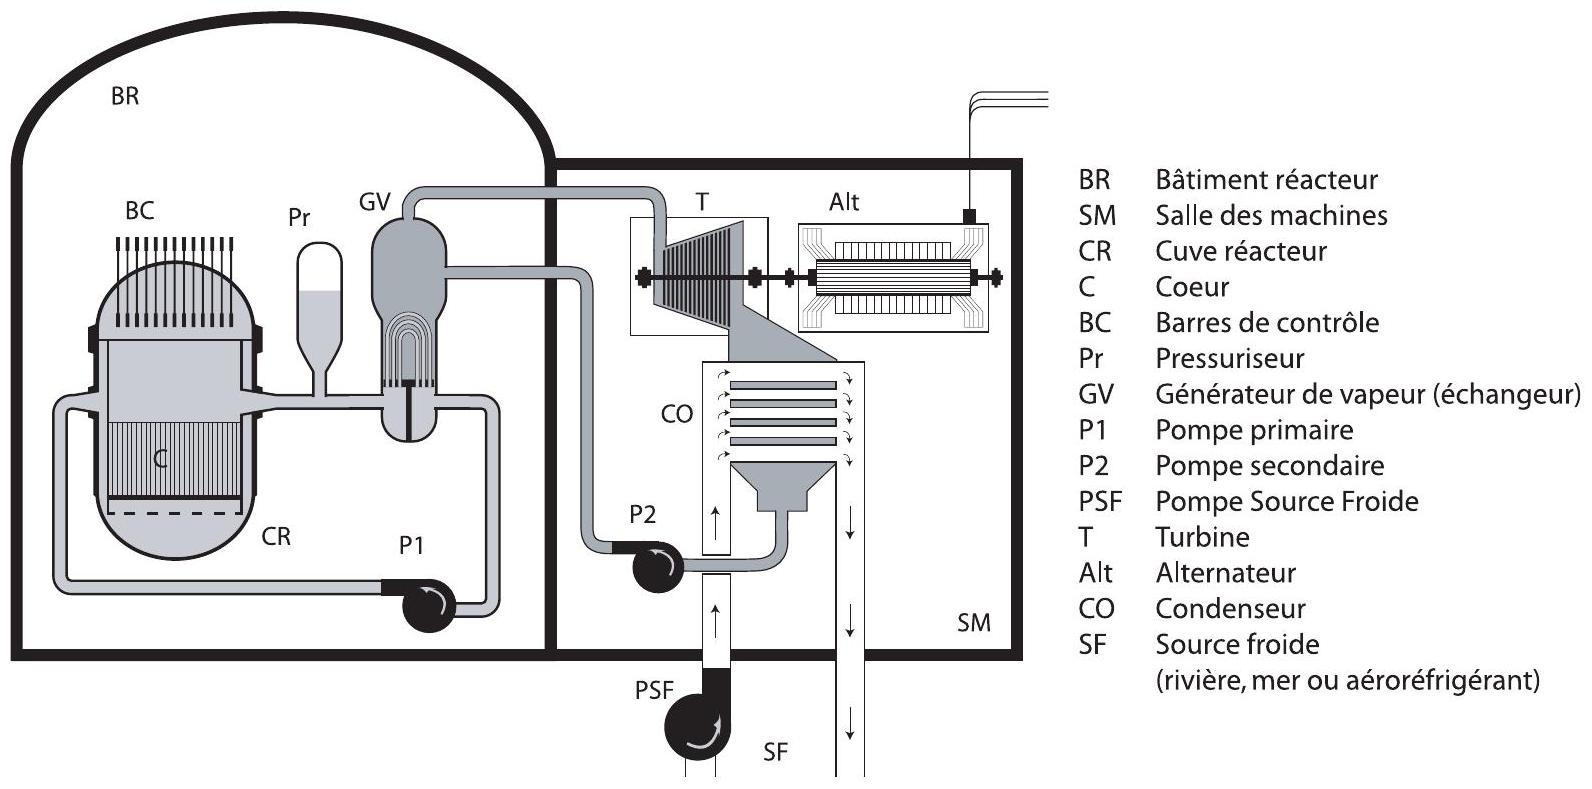 BR
BC
Pr
GV
T
Alt
CO
C
CR
P1
P2
SM
PSF
SF
BR Bâtiment réacteur
SM Salle des machines
CR Cuve réacteur
C Coeur
BC Barres de contrôle
Pr Pressuriseur
GV Générateur de vapeur (échangeur)
P1 Pompe primaire
P2 Pompe secondaire
PSF Pompe Source Froide
T Turbine
Alt Alternateur
CO Condenseur
SF Source froide
(rivière, mer ou aéroréfrigérant)